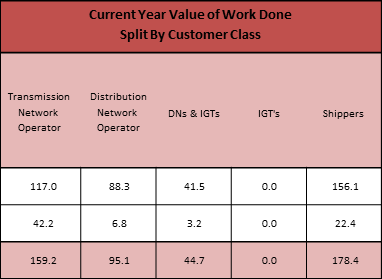 Current Year Value of Work Done
Split By Customer Class
Transmission Network Operator
Distribution Network Operator
DNs & IGTs
IGT's
Shippers
117.0 88.3 41.5 0.0 156.1
42.2 6.8 3.2 0.0 22.4
159.2 95.1 44.7 0.0 178.4